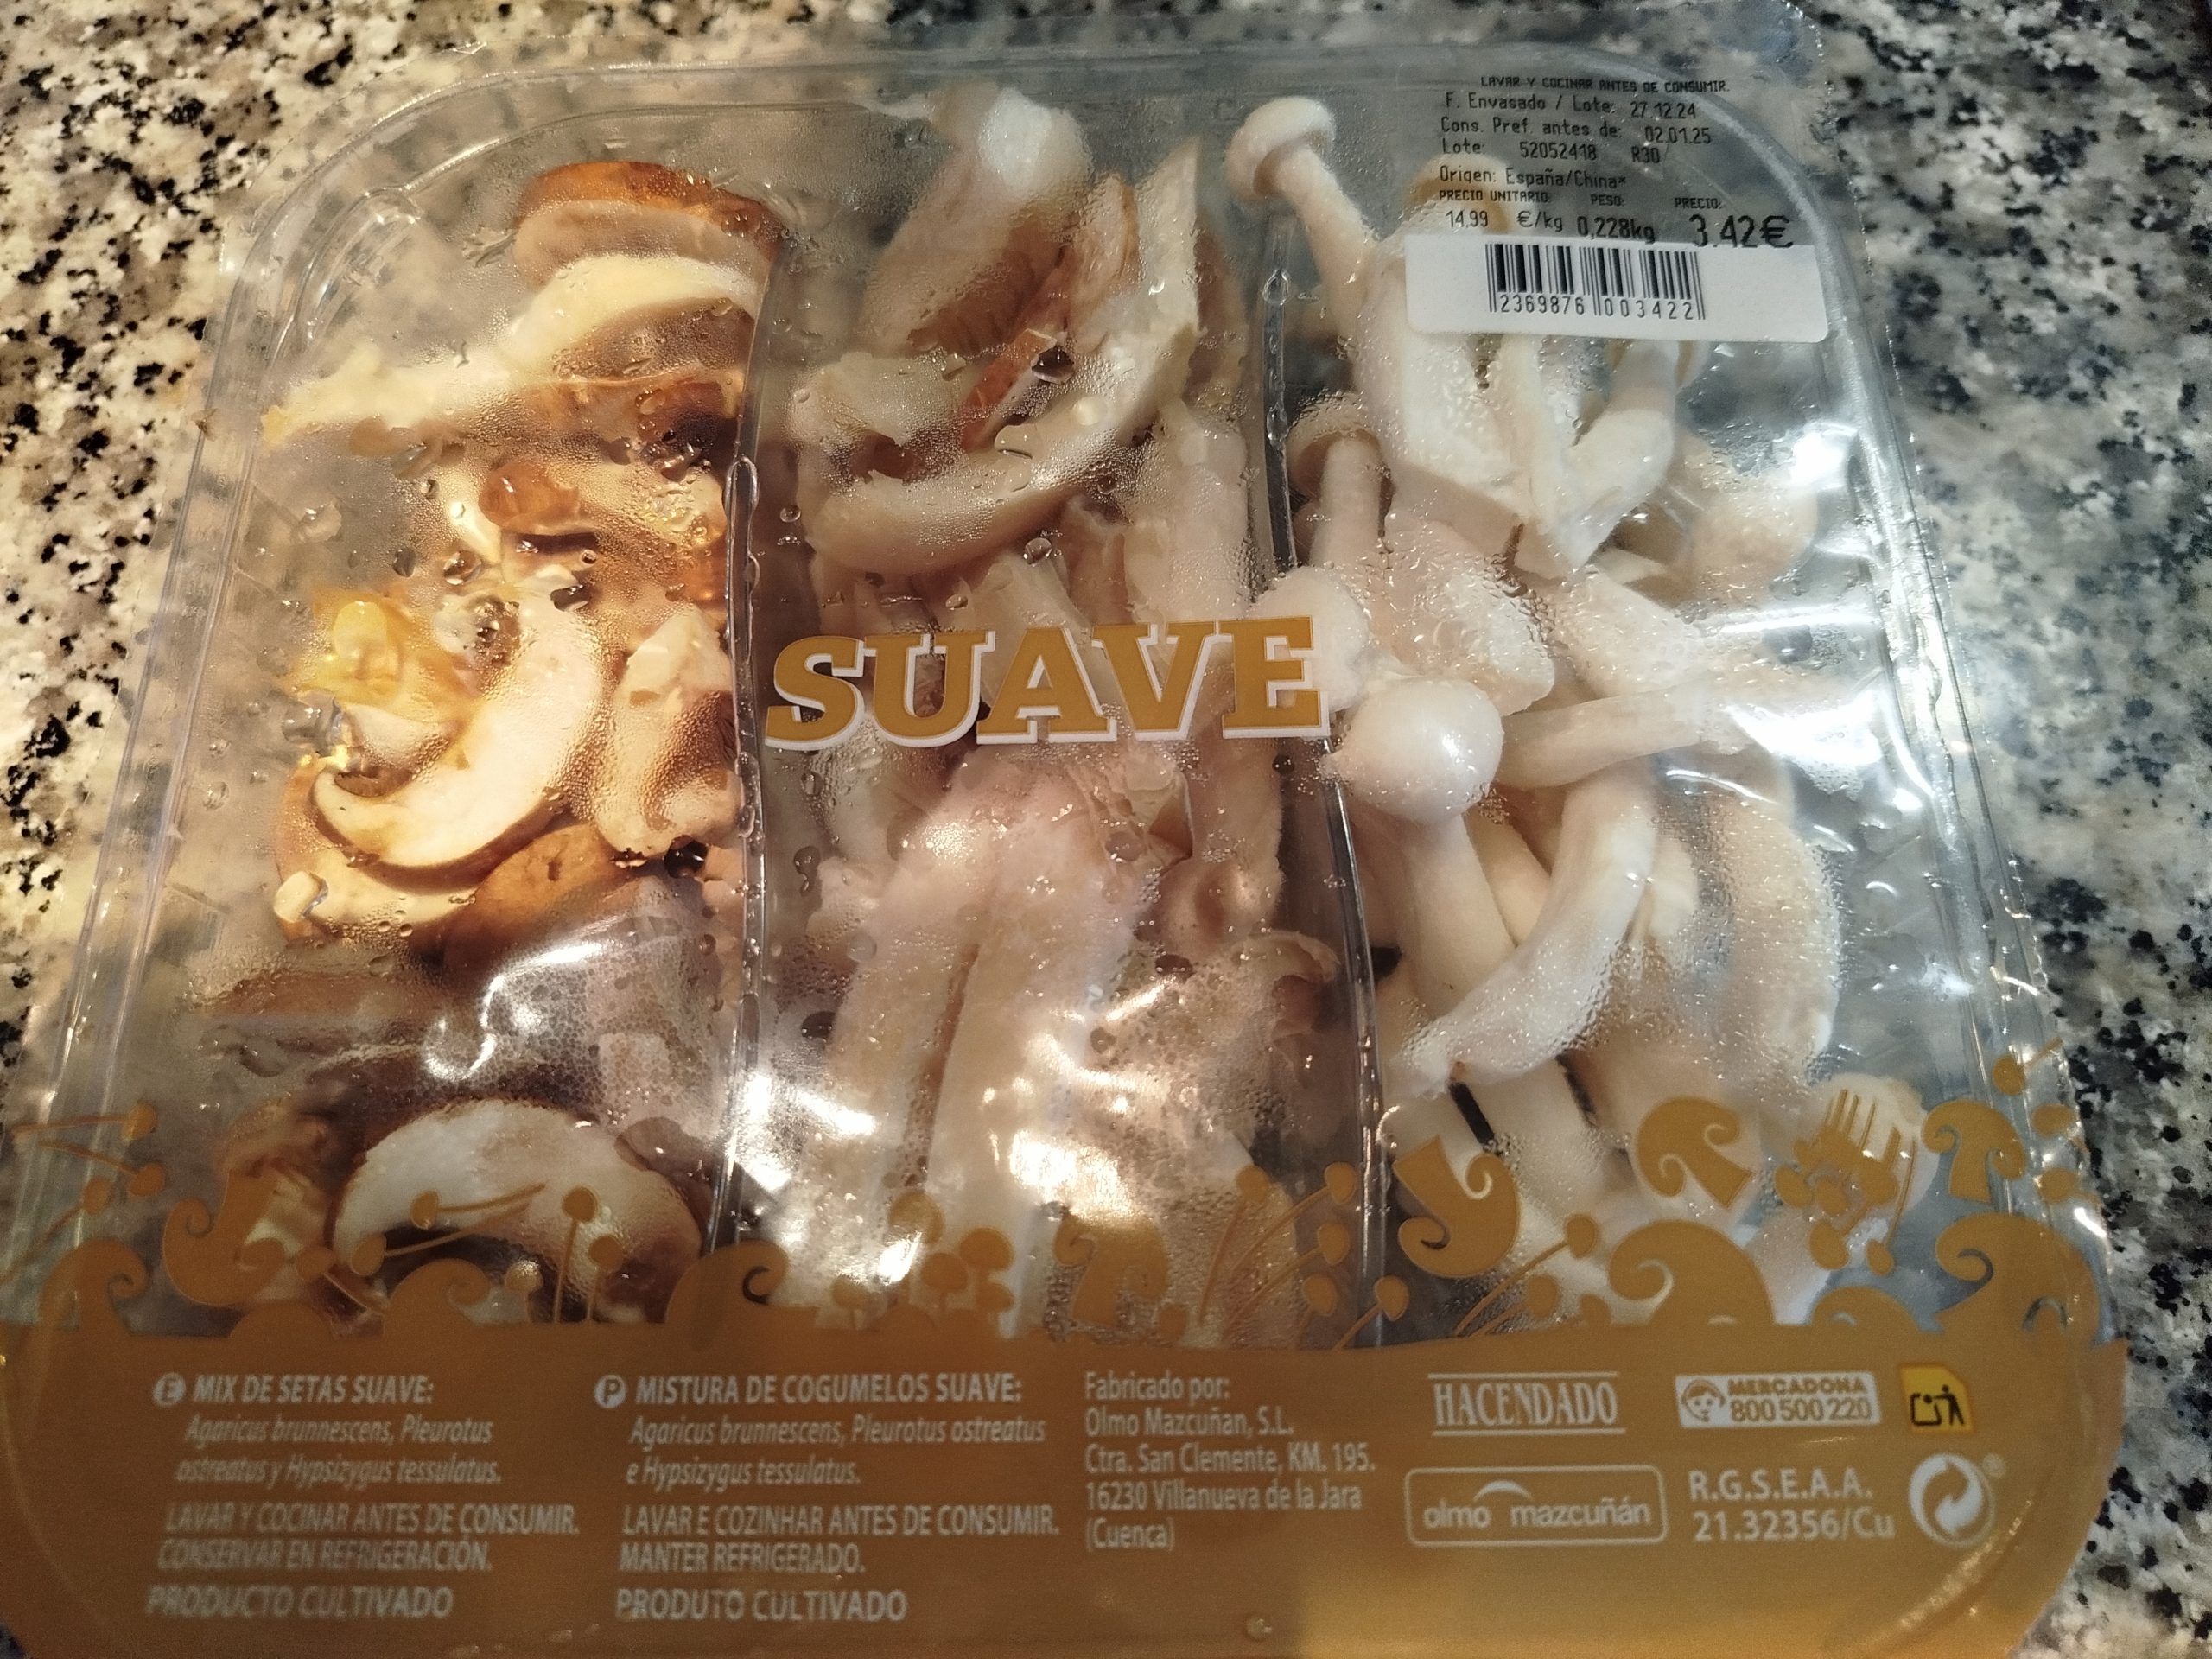 LAVAR Y COCINAR ANTES DE CONSUMIR.
F. Envasado / Lote: 27.12.24
Cons. Pref. antes de: 02.01.25
Lote: 52052418 R30
Origen: España/China*
PRECIO UNITARIO: PESO: PRECIO:
14.99 €/kg 0,228kg 3.42€
2369876 003422
SUAVE
E MIX DE SETAS SUAVE:
Agaricus brunnescens, Pleurotus
ostreatus y Hypsizygus tessulatus.
LAVAR Y COCINAR ANTES DE CONSUMIR.
CONSERVAR EN REFRIGERACIÓN.
PRODUCTO CULTIVADO
P MISTURA DE COGUMELOS SUAVE:
Agaricus brunnescens, Pleurotus ostreatus
e Hypsizygus tessulatus.
LAVAR E COZINHAR ANTES DE CONSUMIR.
MANTER REFRIGERADO.
PRODUTO CULTIVADO
Fabricado por:
Olmo Mazcuñan, S.L.
Ctra. San Clemente, KM. 195.
16230 Villanueva de la Jara
(Cuenca)
HACENDADO
MERCADONA
800 500 220
olmo mazcuñán
R.G.S.E.A.A.
21.32356/Cu